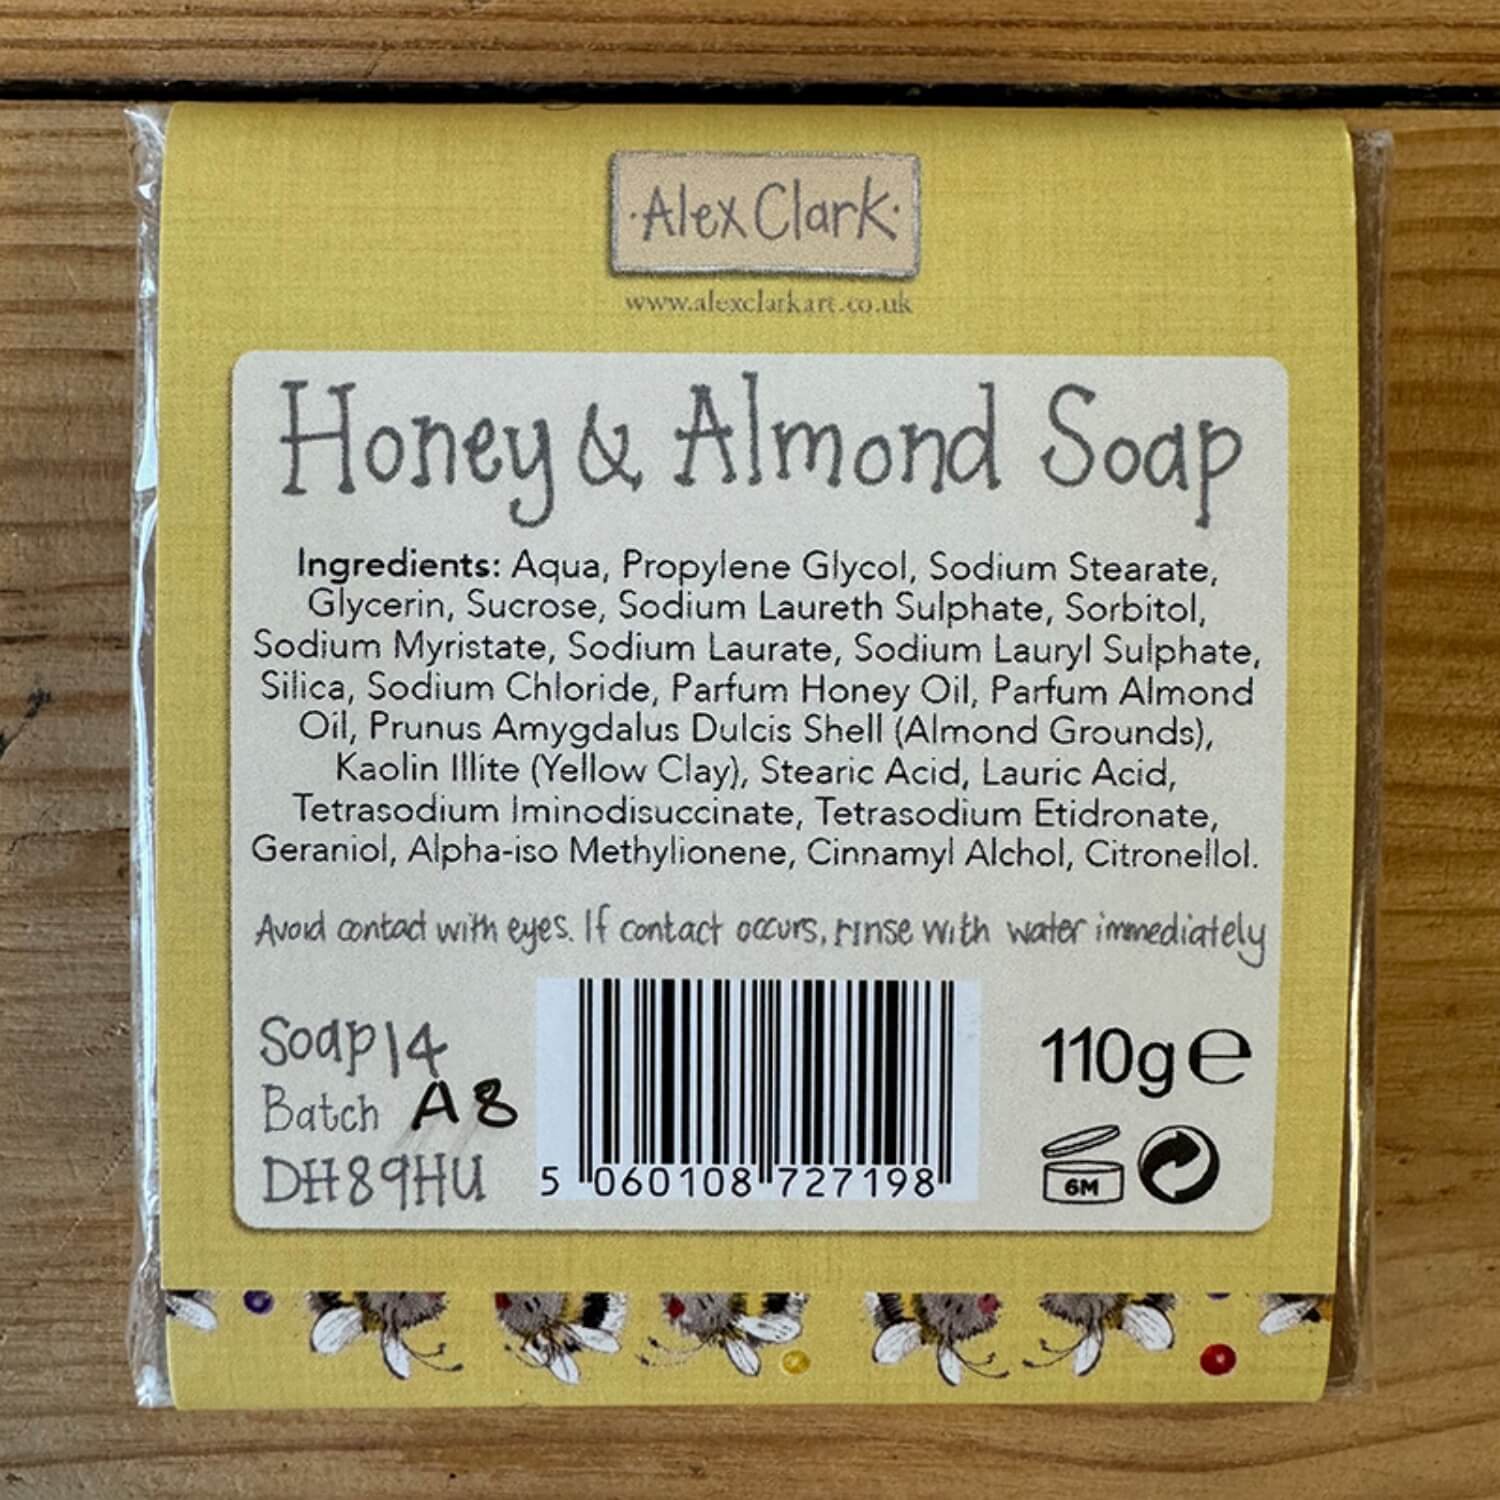 ·Alex Clark·
www.alexclarkart.co.uk
Honey & Almond Soap
Ingredients: Aqua, Propylene Glycol, Sodium Stearate,
Glycerin, Sucrose, Sodium Laureth Sulphate, Sorbitol,
Sodium Myristate, Sodium Laurate, Sodium Lauryl Sulphate,
Silica, Sodium Chloride, Parfum Honey Oil, Parfum Almond
Oil, Prunus Amygdalus Dulcis Shell (Almond Grounds),
Kaolin Illite (Yellow Clay), Stearic Acid, Lauric Acid,
Tetrasodium Iminodisuccinate, Tetrasodium Etidronate,
Geraniol, Alpha-iso Methylionene, Cinnamyl Alchol, Citronellol.
Avoid contact with eyes. If contact occurs, rinse with water immediately
Soap14
Batch A8
DH89HU
5 060108 727198
110g℮
6M